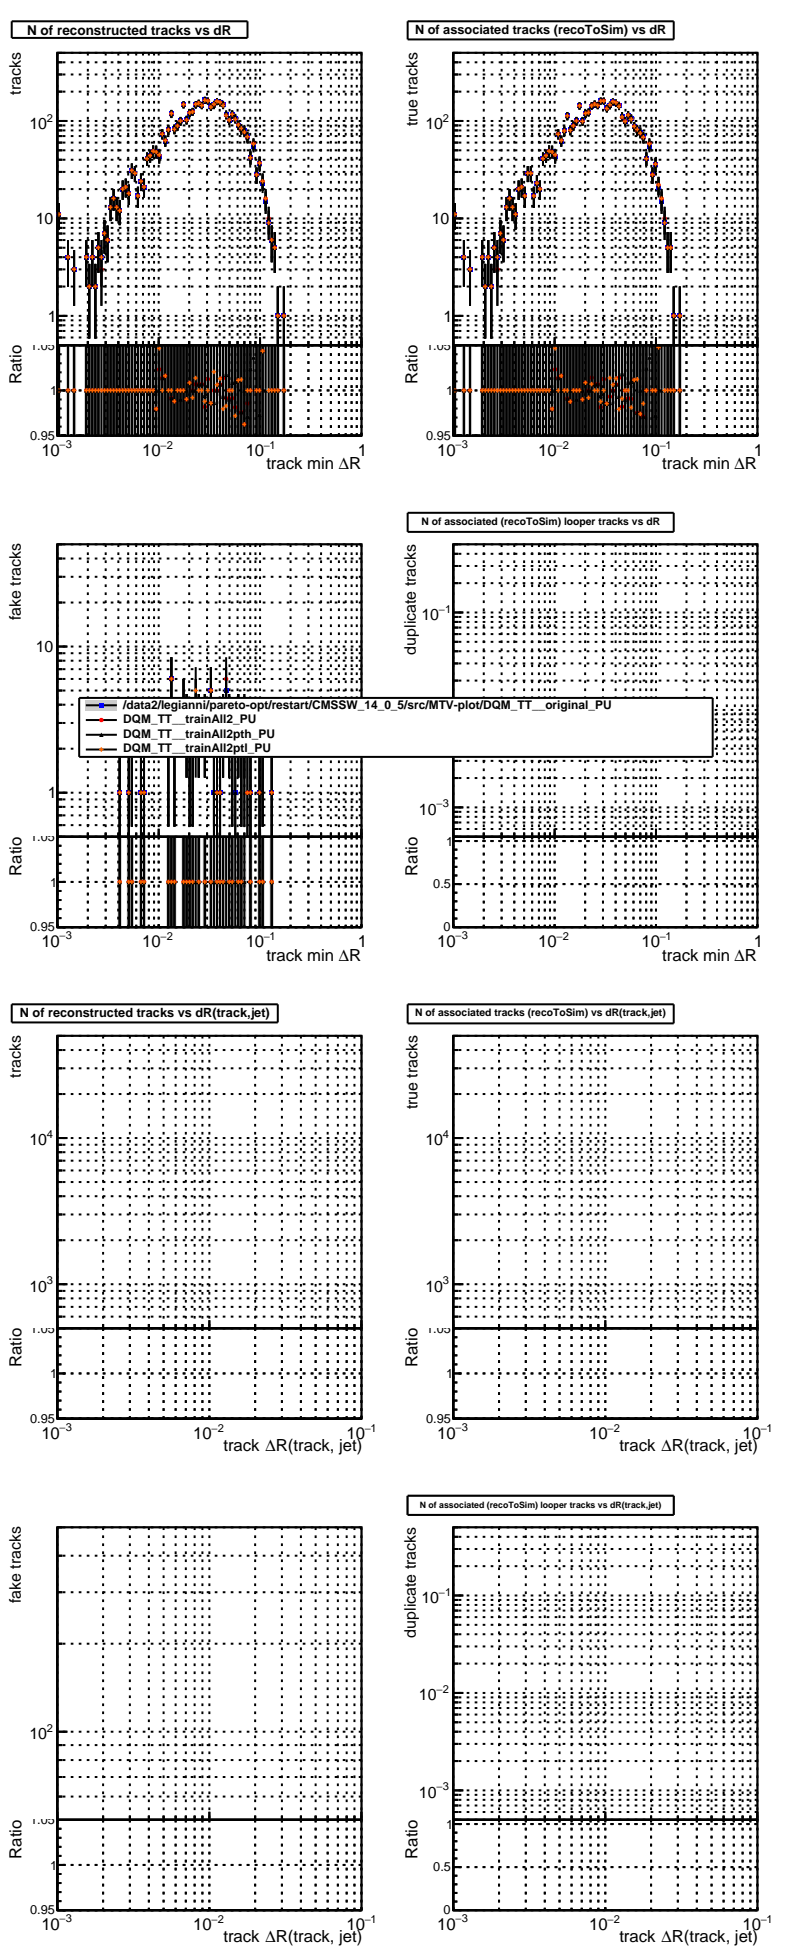 N of reconstructed tracks vs dR
N of associated tracks (recoToSim) vs dR
tracks
10²
10
1
Ratio
1.05
1
0.95
10⁻³ 10⁻² 10⁻¹ 1
track min ΔR
true tracks
10²
10
1
Ratio
1.05
1
0.95
10⁻³ 10⁻² 10⁻¹ 1
track min ΔR
N of associated (recoToSim) looper tracks vs dR
fake tracks
10
1
Ratio
1.05
1
0.95
10⁻³ 10⁻² 10⁻¹ 1
track min ΔR
duplicate tracks
10⁻¹
10⁻³
Ratio
1
0.5
0
10⁻³ 10⁻² 10⁻¹ 1
track min ΔR
/data2/legianni/pareto-opt/restart/CMSSW_14_0_5/src/MTV-plot/DQM_TT__original_PU
DQM_TT__trainAll2_PU
DQM_TT__trainAll2pth_PU
DQM_TT__trainAll2ptl_PU
N of reconstructed tracks vs dR(track,jet)
N of associated tracks (recoToSim) vs dR(track,jet)
tracks
10⁴
10³
Ratio
1.05
1
0.95
10⁻³ 10⁻² 10⁻¹
track ΔR(track, jet)
true tracks
10⁴
10³
Ratio
1.05
1
0.95
10⁻³ 10⁻² 10⁻¹
track ΔR(track, jet)
N of associated (recoToSim) looper tracks vs dR(track,jet)
fake tracks
10²
Ratio
1.05
1
0.95
10⁻³ 10⁻² 10⁻¹
track ΔR(track, jet)
duplicate tracks
10⁻¹
10⁻²
10⁻³
Ratio
1
0.5
0
10⁻³ 10⁻² 10⁻¹
track ΔR(track, jet)